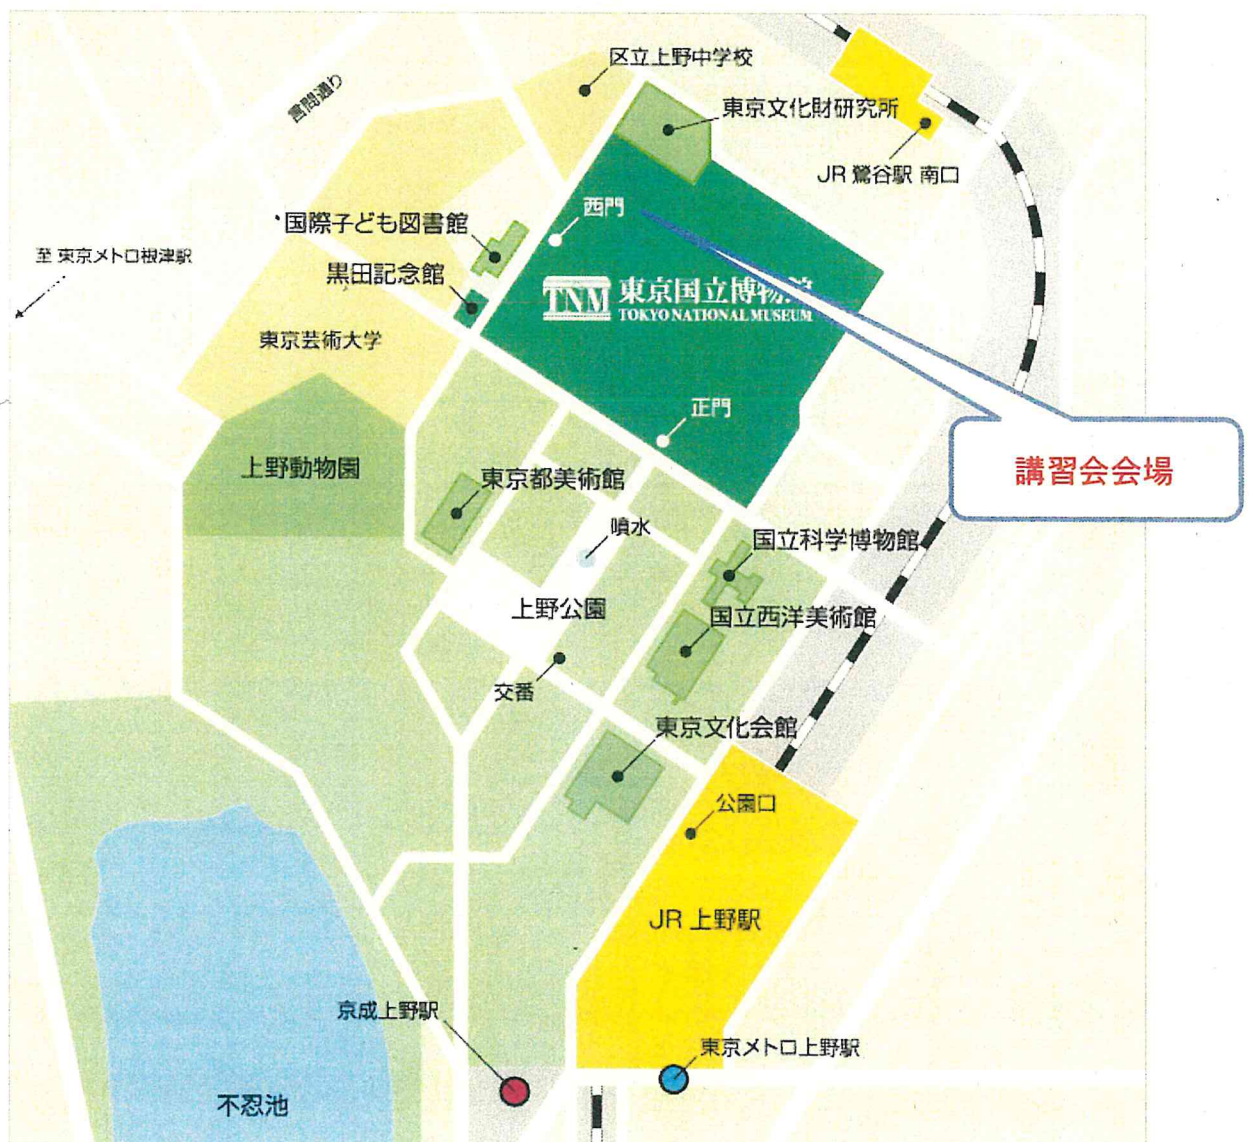 区立上野中学校
言問通り
東京文化財研究所
JR 鶯谷駅 南口
西門
国際子ども図書館
至 東京メトロ根津駅
黒田記念館
TNM 東京国立博物館
TOKYO NATIONAL MUSEUM
東京芸術大学
正門
講習会会場
上野動物園
東京都美術館
噴水
国立科学博物館
上野公園
国立西洋美術館
交番
東京文化会館
公園口
JR 上野駅
京成上野駅
東京メトロ上野駅
不忍池